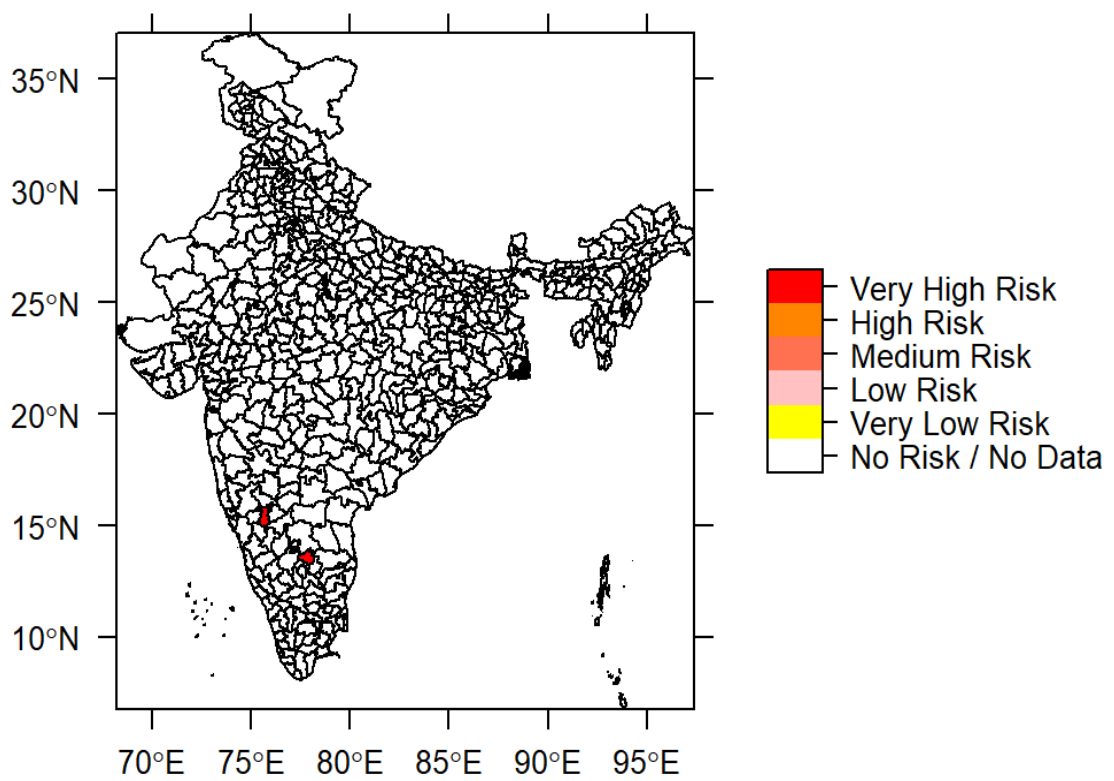 35°N
30°N
25°N
20°N
15°N
10°N
70°E 75°E 80°E 85°E 90°E 95°E
Very High Risk
High Risk
Medium Risk
Low Risk
Very Low Risk
No Risk / No Data